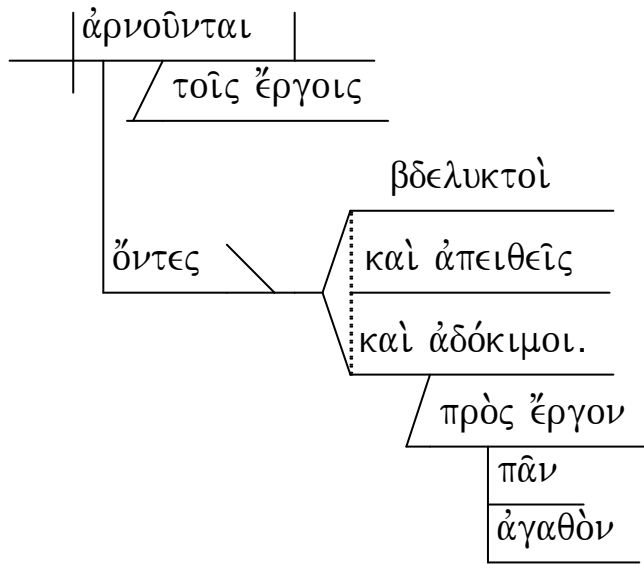 ἀρνοῦνται
τοῖς ἔργοις
βδελυκτοὶ
ὄντες
καὶ ἀπειθεῖς
καὶ ἀδόκιμοι.
πρὸς ἔργον
πᾶν
ἀγαθὸν